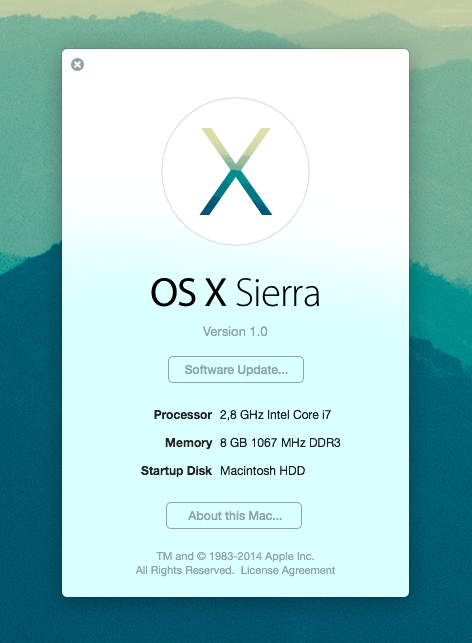 X
OS X Sierra
Version 1.0
Software Update...
Processor 2,8 GHz Intel Core i7
Memory 8 GB 1067 MHz DDR3
Startup Disk Macintosh HDD
About this Mac...
TM and © 1983-2014 Apple Inc.
All Rights Reserved. License Agreement